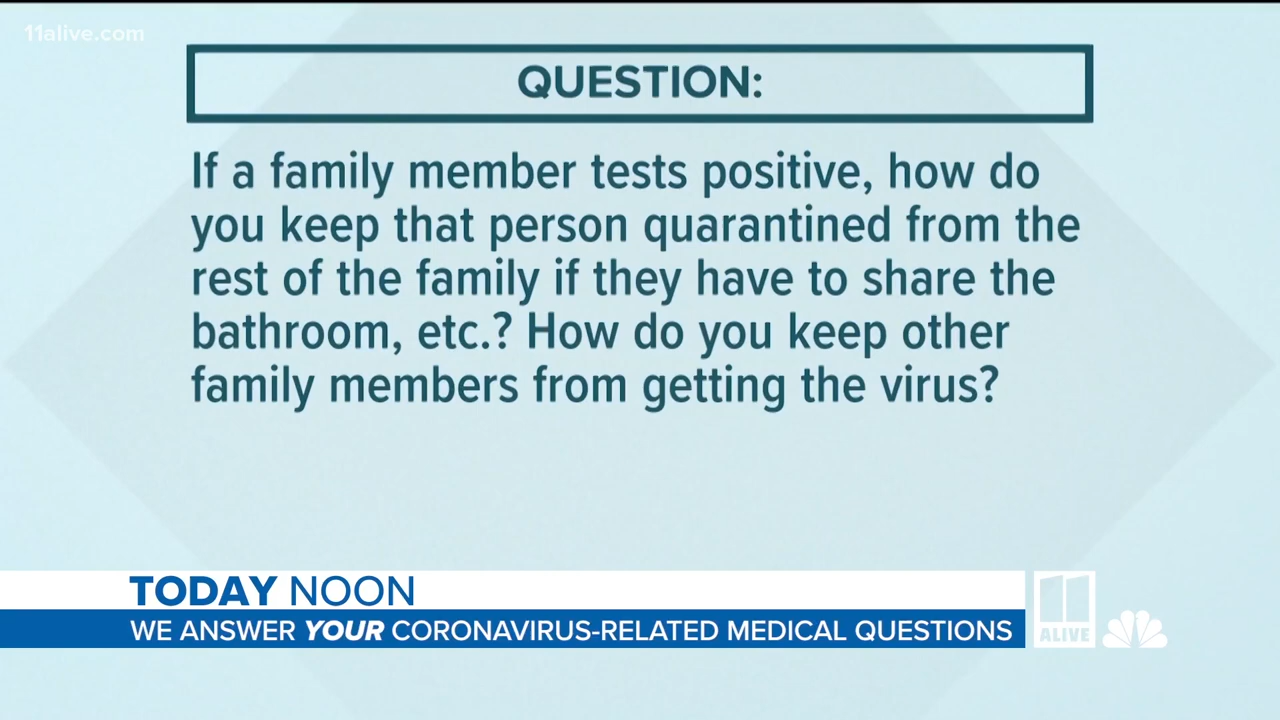 11alive.com
QUESTION:
If a family member tests positive, how do
you keep that person quarantined from the
rest of the family if they have to share the
bathroom, etc.? How do you keep other
family members from getting the virus?
TODAY NOON
WE ANSWER YOUR CORONAVIRUS-RELATED MEDICAL QUESTIONS
11
ALIVE